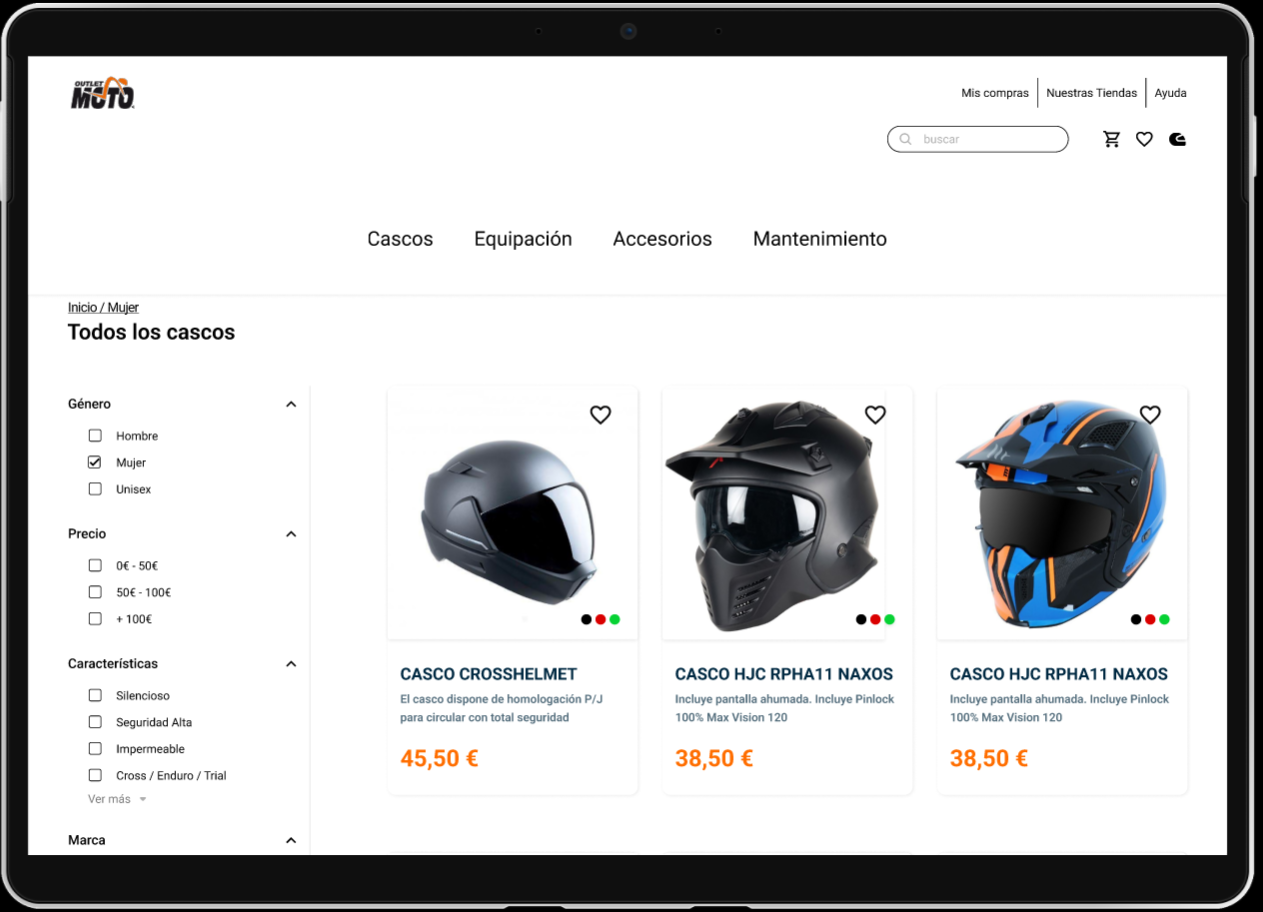 OUTLET
MOTO
Mis compras
Nuestras Tiendas
Ayuda
buscar
Cascos
Equipación
Accesorios
Mantenimiento
Inicio / Mujer
Todos los cascos
Género
Hombre
Mujer
Unisex
Precio
0€ - 50€
50€ - 100€
+ 100€
Características
Silencioso
Seguridad Alta
Impermeable
Cross / Enduro / Trial
Ver más
Marca
CASCO CROSSHELMET
El casco dispone de homologación P/J
para circular con total seguridad
45,50 €
CASCO HJC RPHA11 NAXOS
Incluye pantalla ahumada. Incluye Pinlock
100% Max Vision 120
38,50 €
CASCO HJC RPHA11 NAXOS
Incluye pantalla ahumada. Incluye Pinlock
100% Max Vision 120
38,50 €